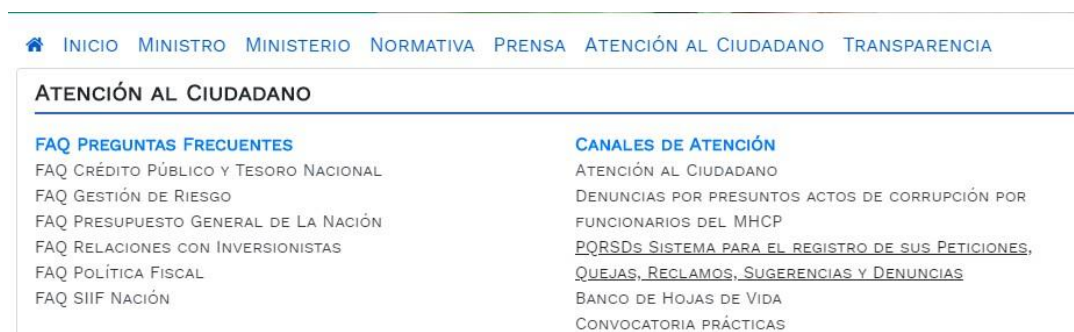 Inicio Ministro Ministerio Normativa Prensa Atención al Ciudadano Transparencia
Atención al Ciudadano
FAQ Preguntas Frecuentes
FAQ Crédito Público y Tesoro Nacional
FAQ Gestión de Riesgo
FAQ Presupuesto General de La Nación
FAQ Relaciones con Inversionistas
FAQ Política Fiscal
FAQ SIIF Nación
Canales de Atención
Atención al Ciudadano
Denuncias por presuntos actos de corrupción por
funcionarios del MHCP
PQRSDs Sistema para el registro de sus Peticiones,
Quejas, Reclamos, Sugerencias y Denuncias
Banco de Hojas de Vida
Convocatoria prácticas